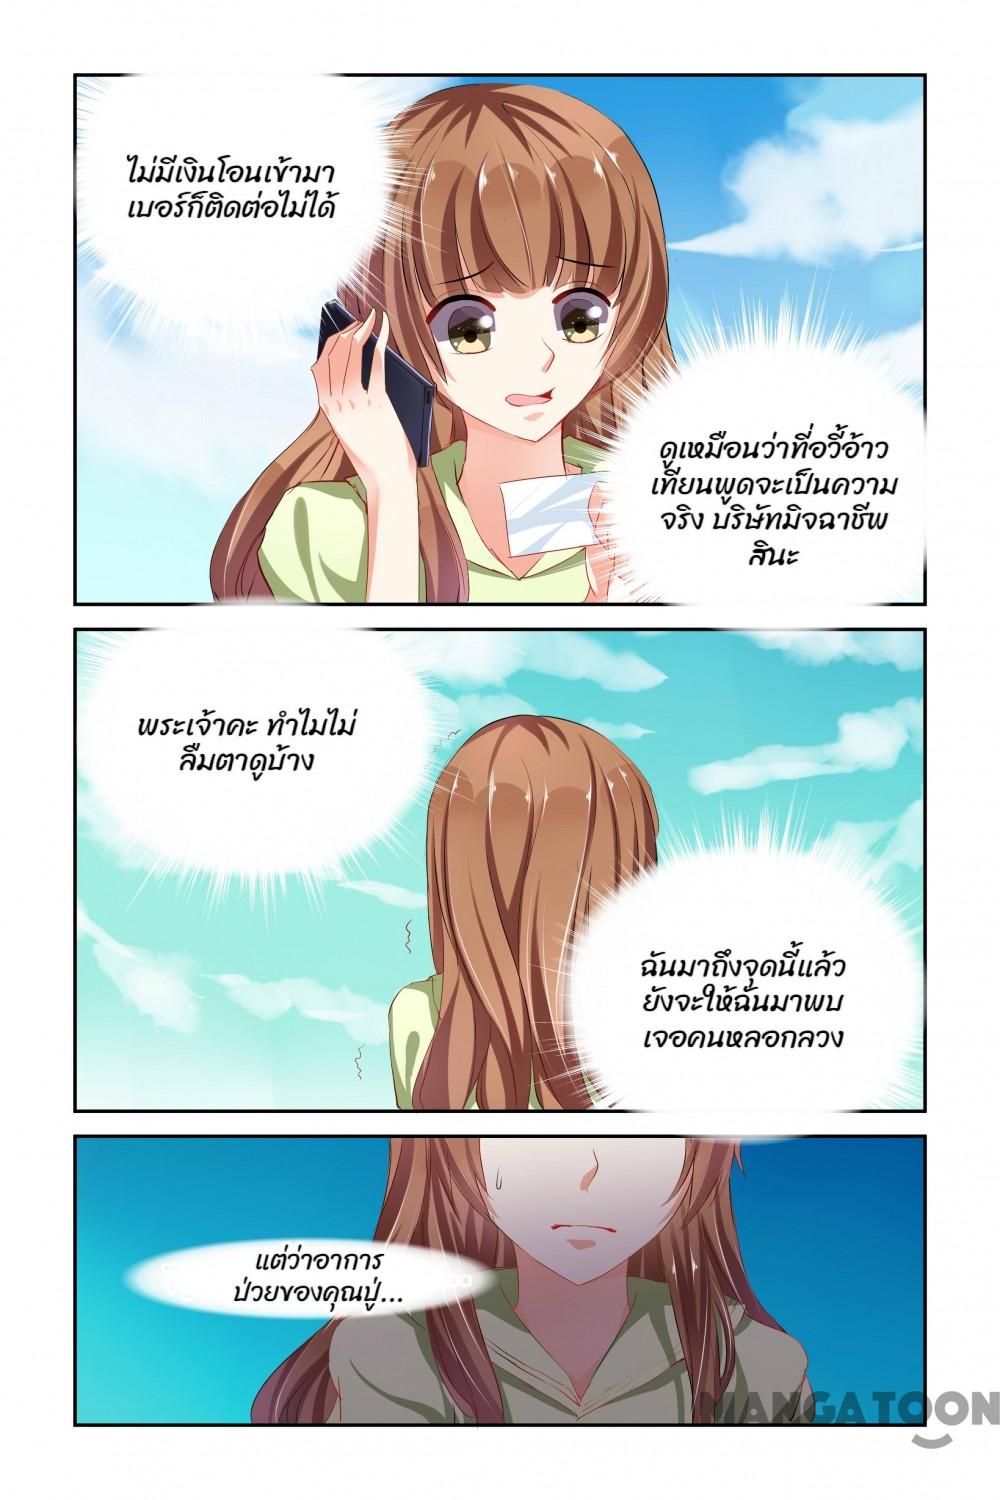 ไม่มีเงินโอนเข้ามา
เบอร์ก็ติดต่อไม่ได้
ดูเหมือนว่าที่อวี้อ้าว
เทียนพูดจะเป็นความ
จริง บริษัทมิจฉาชีพ
สินะ
พระเจ้าคะ ทำไมไม่
ลืมตาดูบ้าง
ฉันมาถึงจุดนี้แล้ว
ยังจะให้ฉันมาพบ
เจอคนหลอกลวง
แต่ว่าอาการ
ป่วยของคุณปู่...
MANGATOON